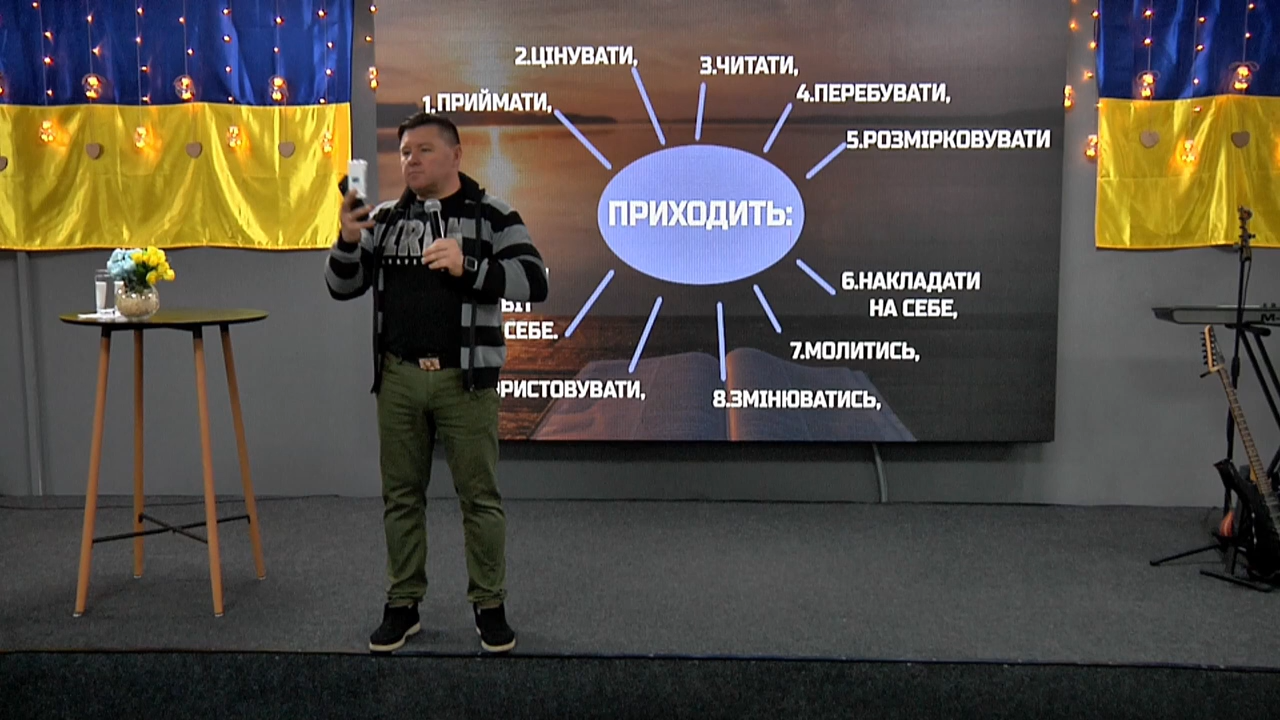 2.ЦІНУВАТИ,
3.ЧИТАТИ,
1.ПРИЙМАТИ,
4.ПЕРЕБУВАТИ,
5.РОЗМІРКОВУВАТИ
ПРИХОДИТЬ:
6.НАКЛАДАТИ
НА СЕБЕ,
СЕБЕ.
7.МОЛИТИСЬ,
8.ЗМІНЮВАТИСЬ,